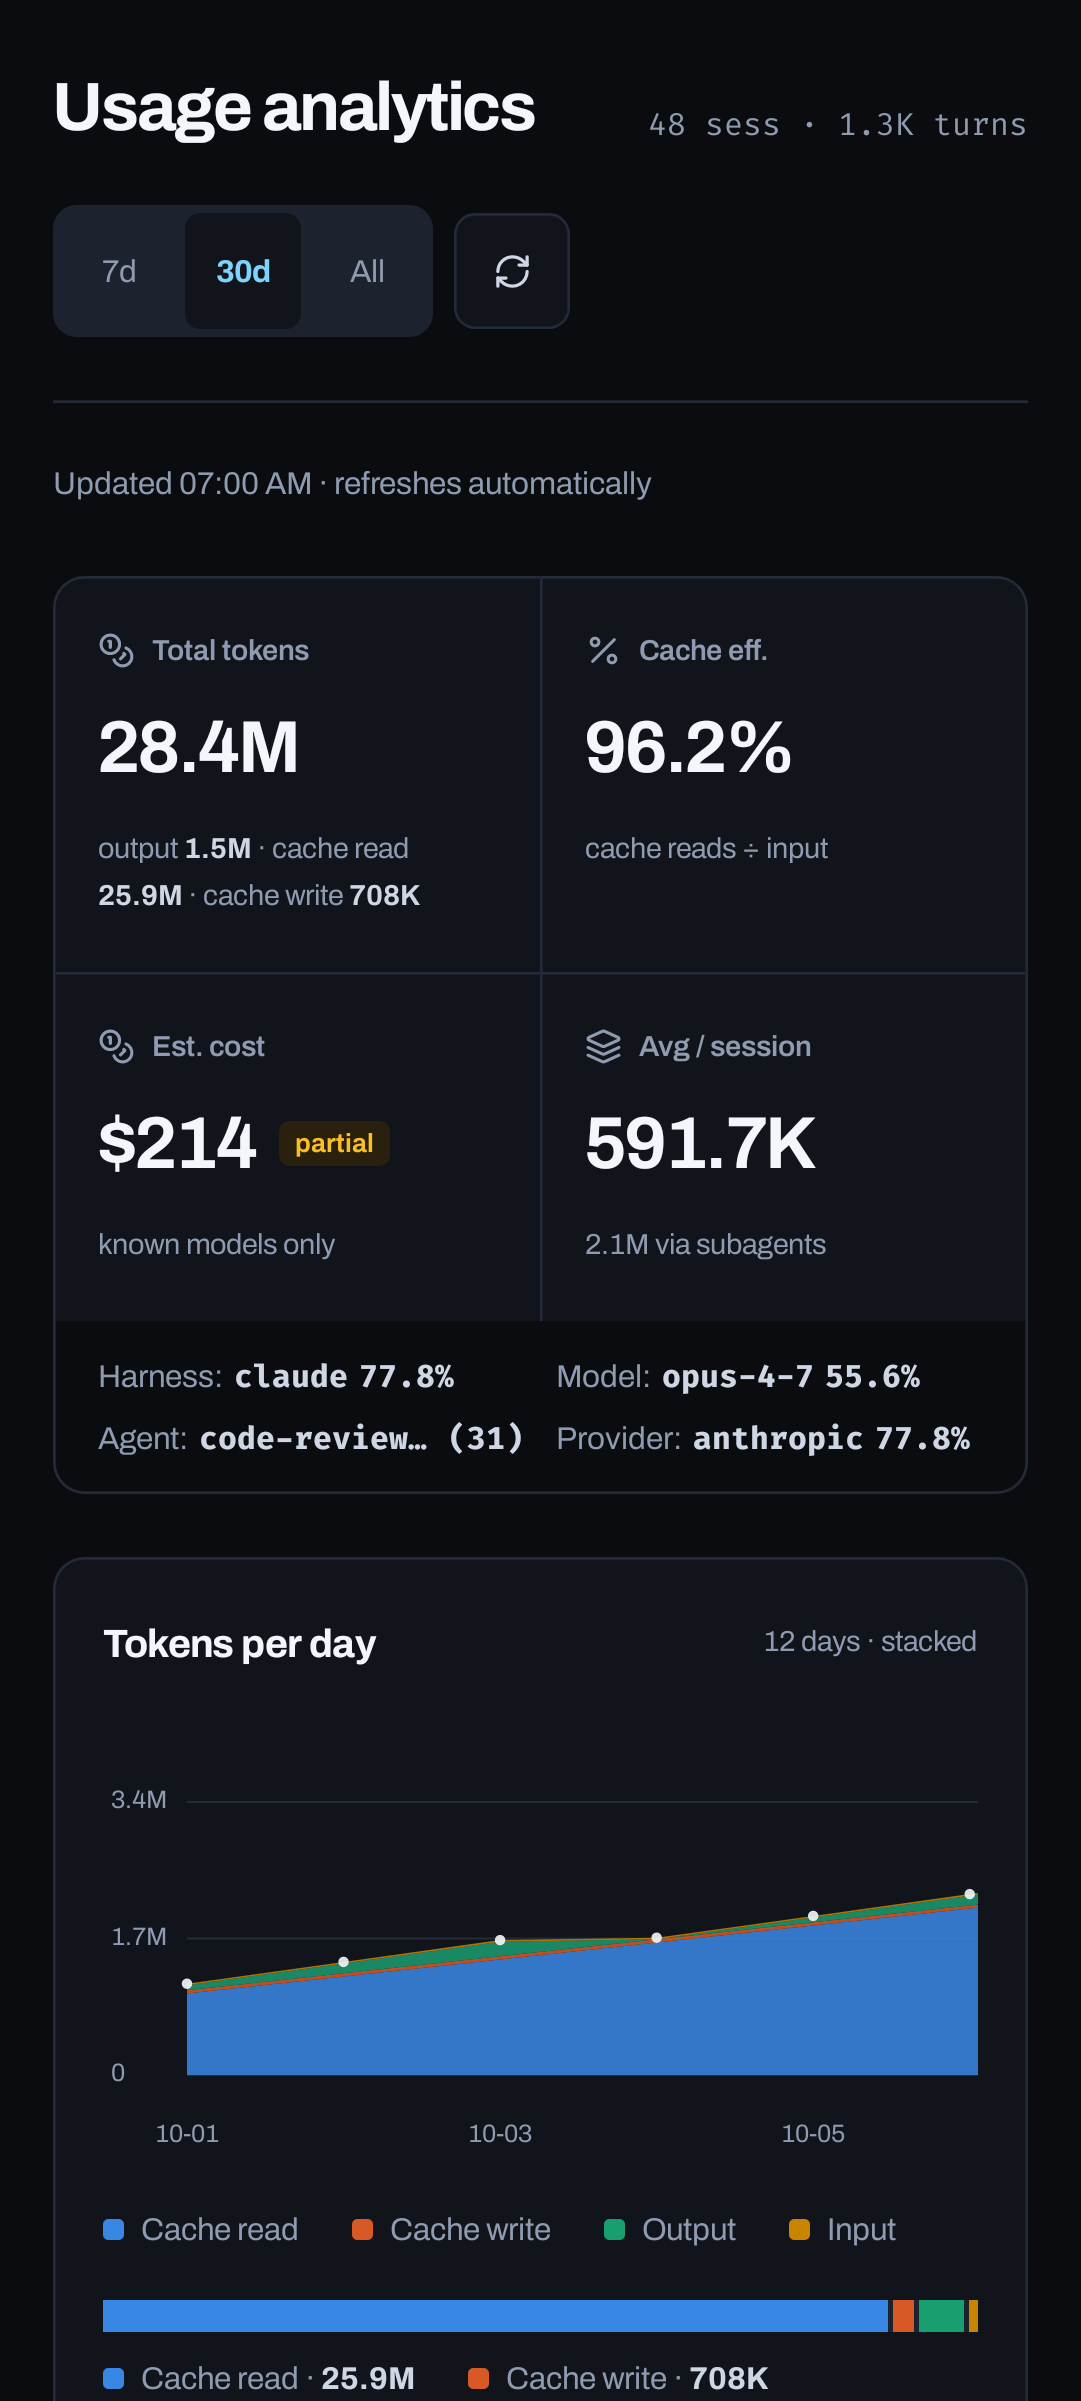 Usage analytics
48 sess · 1.3K turns
7d
30d
All
Updated 07:00 AM · refreshes automatically
Total tokens
28.4M
output 1.5M · cache read
25.9M · cache write 708K
Cache eff.
96.2%
cache reads ÷ input
Est. cost
$214 partial
known models only
Avg / session
591.7K
2.1M via subagents
Harness: claude 77.8%
Model: opus-4-7 55.6%
Agent: code-review… (31)
Provider: anthropic 77.8%
Tokens per day
12 days · stacked
3.4M
1.7M
0
10-01
10-03
10-05
Cache read
Cache write
Output
Input
Cache read · 25.9M
Cache write · 708K